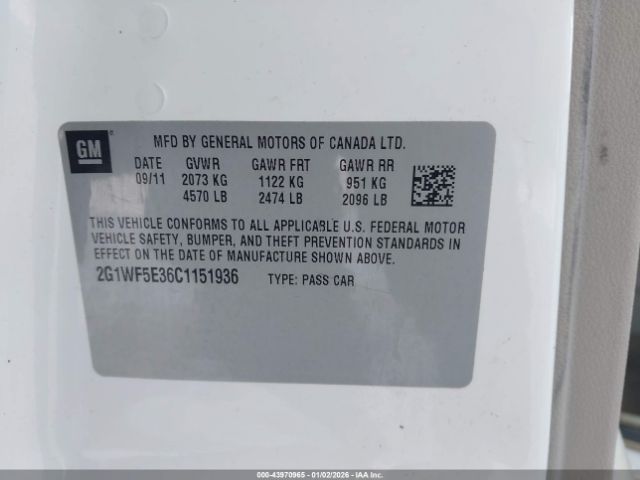 GM
MFD BY GENERAL MOTORS OF CANADA LTD.
DATE GVWR GAWR FRT GAWR RR
09/11 2073 KG 1122 KG 951 KG
4570 LB 2474 LB 2096 LB
THIS VEHICLE CONFORMS TO ALL APPLICABLE U.S. FEDERAL MOTOR
VEHICLE SAFETY, BUMPER, AND THEFT PREVENTION STANDARDS IN
EFFECT ON THE DATE OF MANUFACTURE SHOWN ABOVE.
2G1WF5E36C1151936 TYPE: PASS CAR
000-43970965 - 01/02/2026 - IAAI.COM